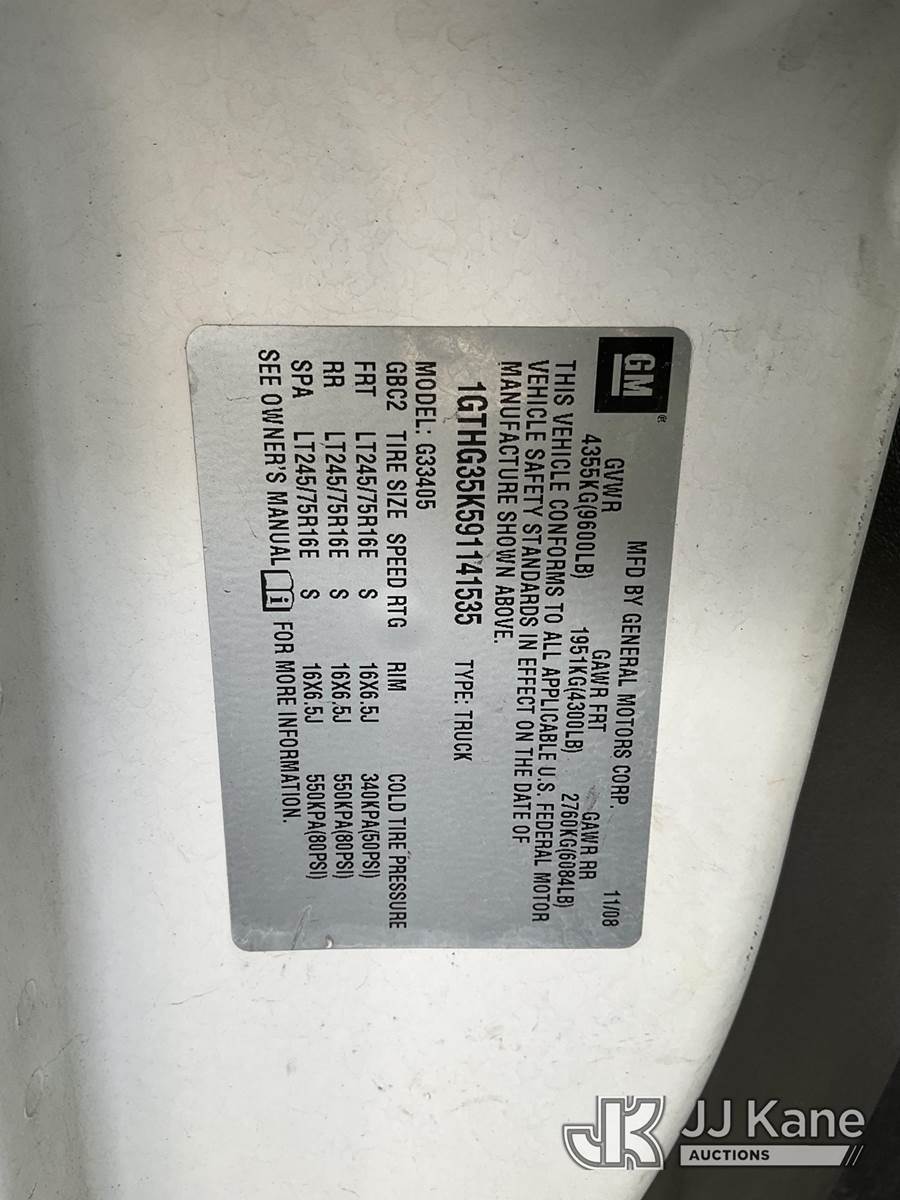 GM®
MFD BY GENERAL MOTORS CORP. 11/08
GVWR GAWR FRT GAWR RR
4355KG(9600LB) 1951KG(4300LB) 2760KG(6084LB)
THIS VEHICLE CONFORMS TO ALL APPLICABLE U.S. FEDERAL MOTOR
VEHICLE SAFETY STANDARDS IN EFFECT ON THE DATE OF
MANUFACTURE SHOWN ABOVE.
1GTHG35K591141535 TYPE: TRUCK
MODEL: G33405
GBC2 TIRE SIZE SPEED RTG RIM COLD TIRE PRESSURE
FRT LT245/75R16E S 16X6.5J 340KPA(50PSI)
RR LT245/75R16E S 16X6.5J 550KPA(80PSI)
SPA LT245/75R16E S 16X6.5J 550KPA(80PSI)
SEE OWNER'S MANUAL i FOR MORE INFORMATION.
JK JJ Kane
AUCTIONS